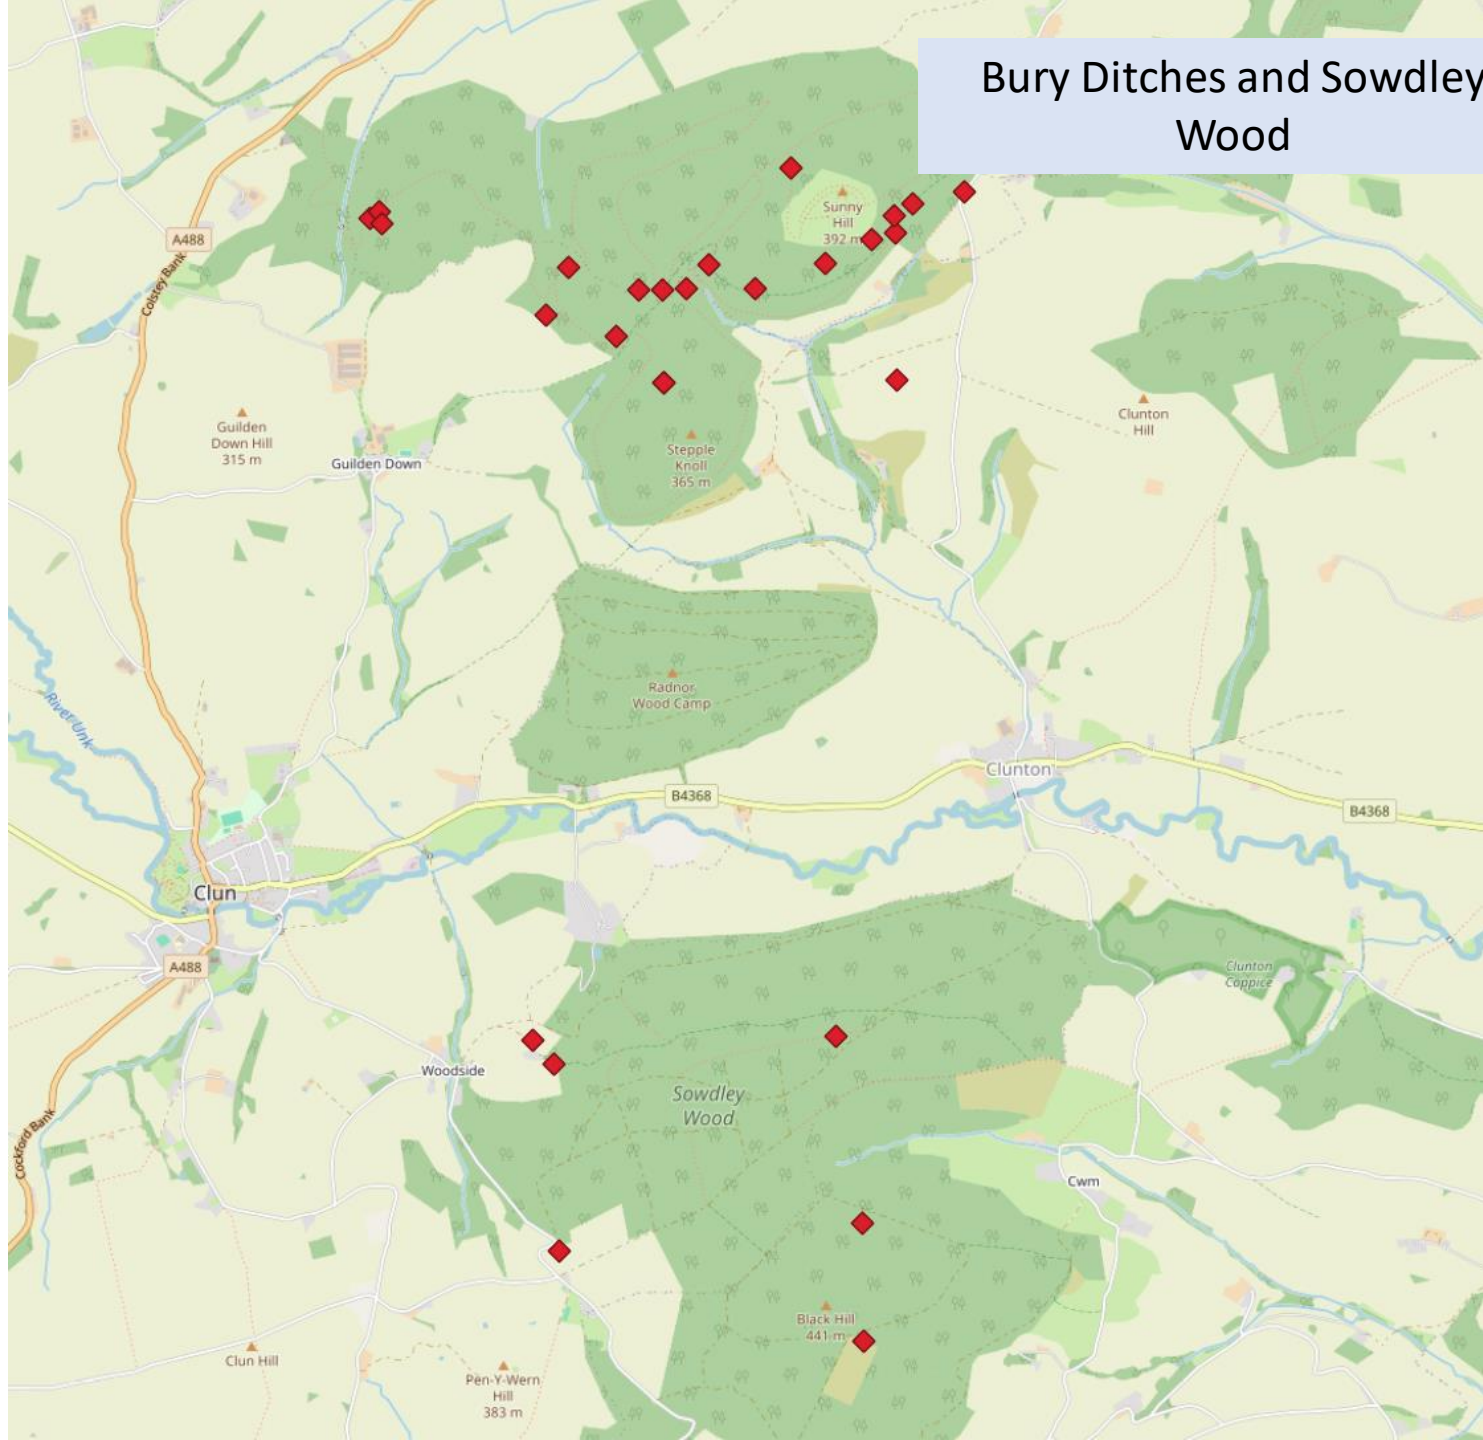 Bury Ditches and Sowdley
Wood
Sunny
Hill
392 m
A488
Colstey Bank
Guilden
Down Hill
315 m
Guilden Down
Stepple
Knoll
365 m
Clunton
Hill
River Unk
Radnor
Wood Camp
Clunton
B4368
B4368
Clun
A488
Clunton
Coppice
Woodside
Sowdley
Wood
Cockford Bank
Cwm
Black Hill
441 m
Clun Hill
Pen-Y-Wern
Hill
383 m